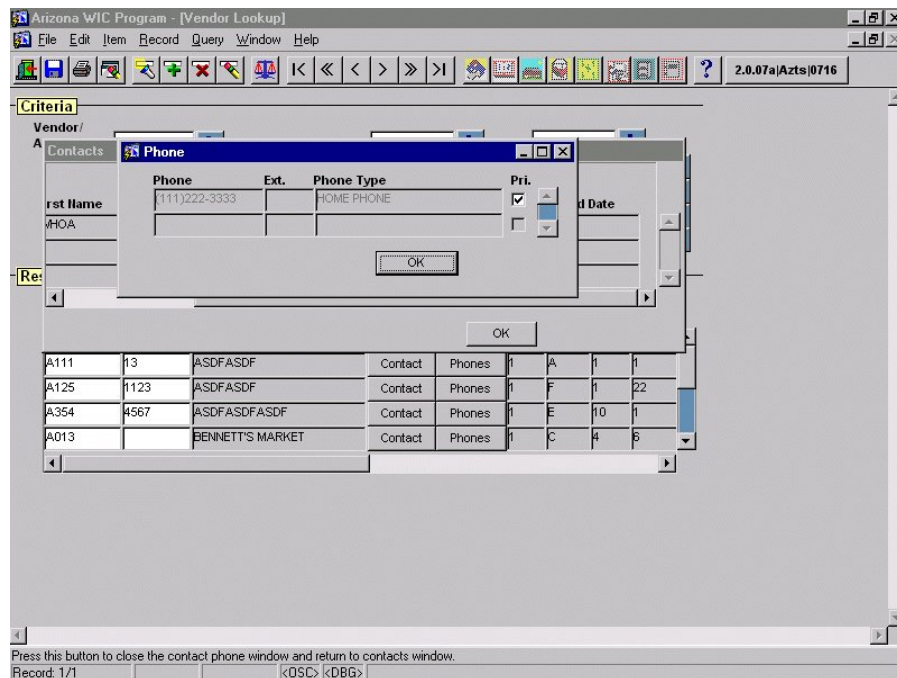 Arizona WIC Program - [Vendor Lookup]
File Edit Item Record Query Window Help
2.0.07a|Azts|0716
Criteria
Vendor/
A
Contacts
Phone
Phone Ext. Phone Type Pri.
(111)222-3333 HOME PHONE
rst Name d Date
WHOA
OK
Res
OK
A111 13 ASDFASDF Contact Phones 1 A 1 1
A125 1123 ASDFASDF Contact Phones 1 F 1 22
A354 4567 ASDFASDFASDF Contact Phones 1 E 10 1
A013 BENNETT'S MARKET Contact Phones 1 C 4 6
Press this button to close the contact phone window and return to contacts window.
Record: 1/1 <OSC> <DBG>